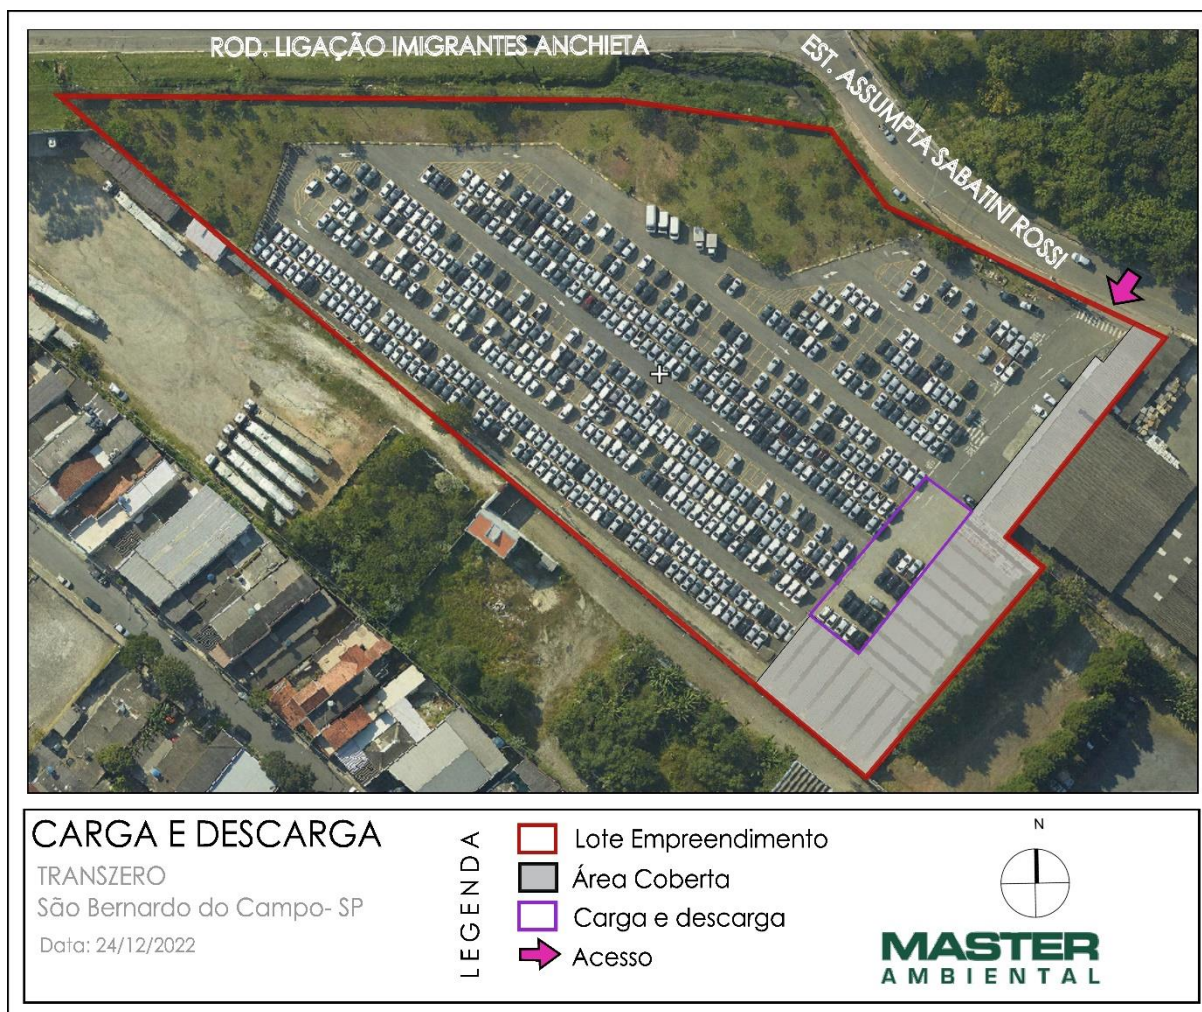 ROD. LIGAÇÃO IMIGRANTES ANCHIETA
EST. ASSUMPTA SABATINI ROSSI
CARGA E DESCARGA
TRANSZERO
São Bernardo do Campo- SP
Data: 24/12/2022
LEGENDA
Lote Empreendimento
Área Coberta
Carga e descarga
Acesso
N
MASTER
AMBIENTAL